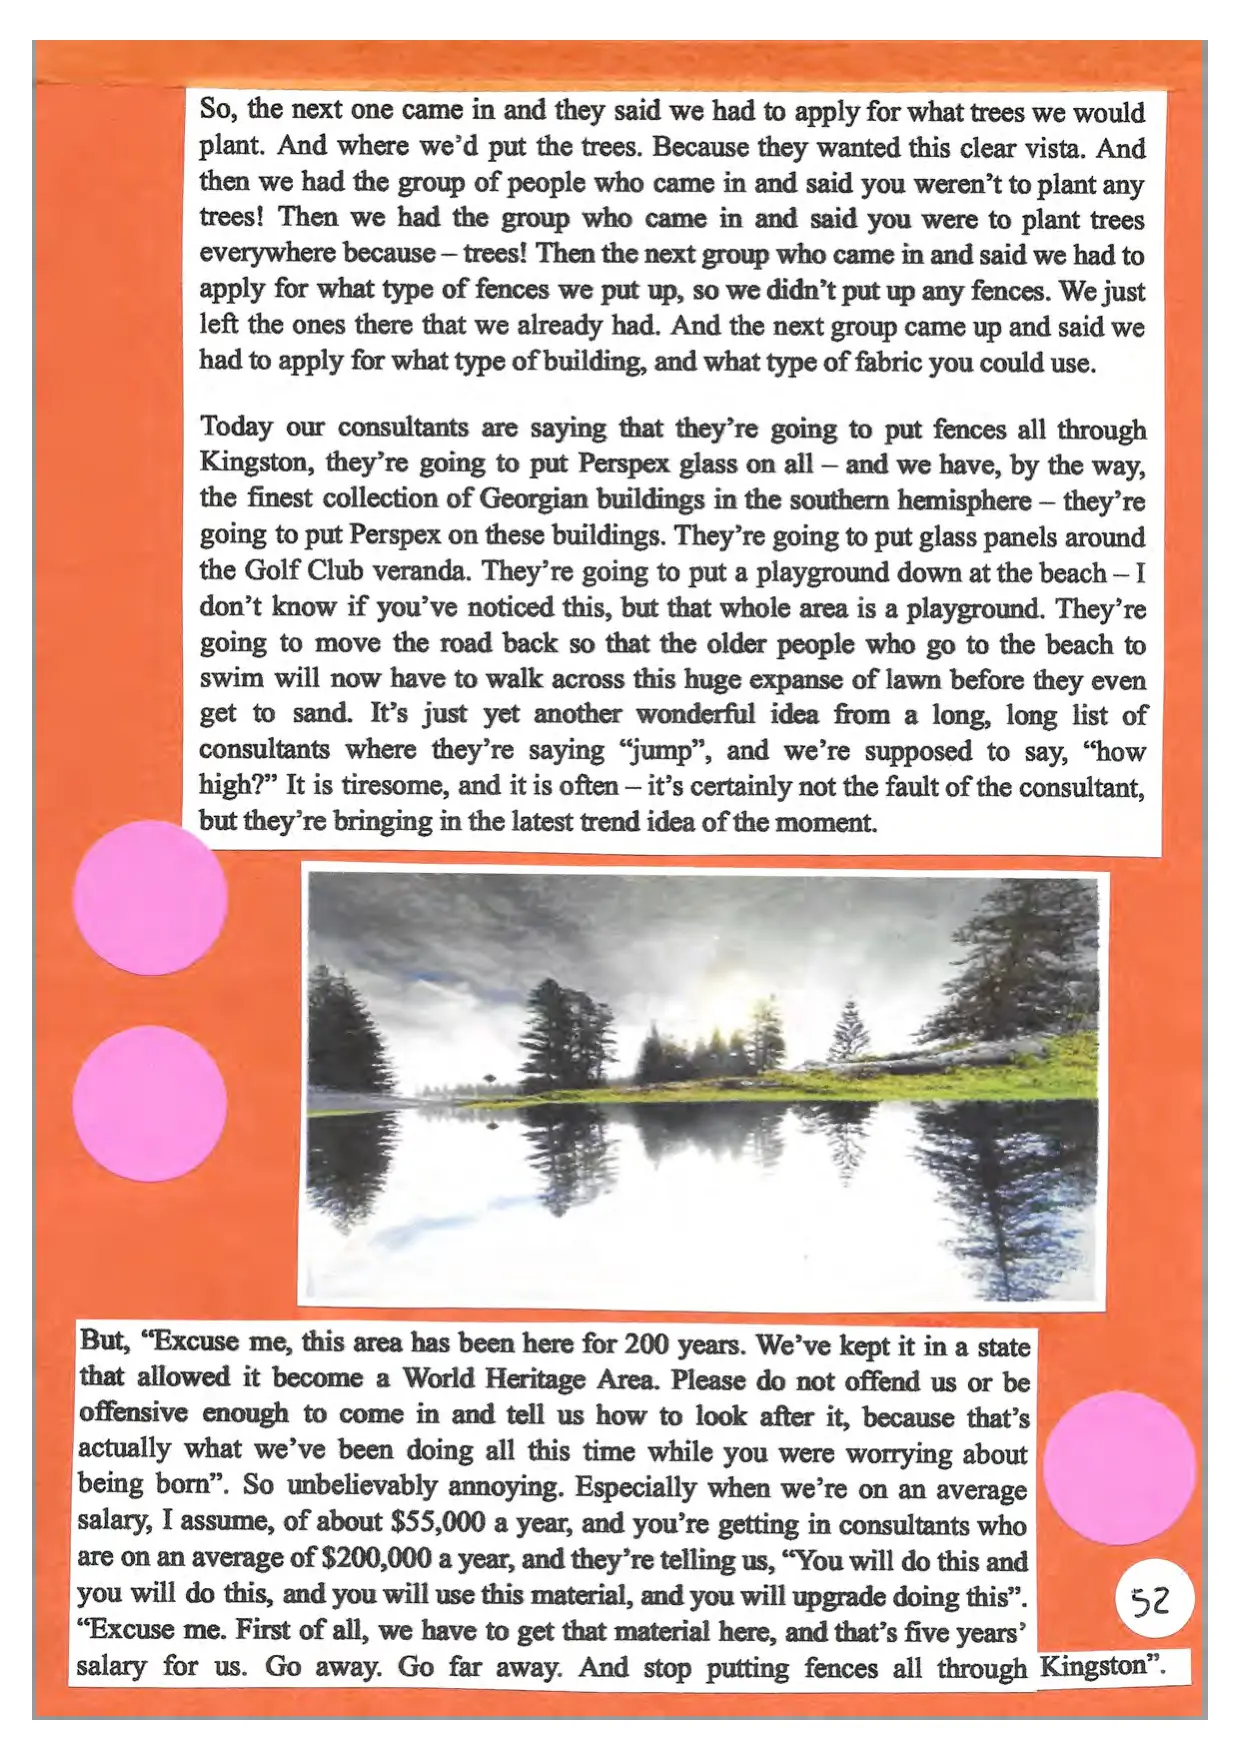 So, the next one came in and they said we had to apply for what trees we would
plant. And where we’d put the trees. Because they wanted this clear vista. And
then we had the group of people who came in and said you weren’t to plant any
trees! Then we had the group who came in and said you were to plant trees
everywhere because – trees! Then the next group who came in and said we had to
apply for what type of fences we put up, so we didn’t put up any fences. We just
left the ones there that we already had. And the next group came up and said we
had to apply for what type of building, and what type of fabric you could use.
Today our consultants are saying that they’re going to put fences all through
Kingston, they’re going to put Perspex glass on all – and we have, by the way,
the finest collection of Georgian buildings in the southern hemisphere – they’re
going to put Perspex on these buildings. They’re going to put glass panels around
the Golf Club veranda. They’re going to put a playground down at the beach – I
don’t know if you’ve noticed this, but that whole area is a playground. They’re
going to move the road back so that the older people who go to the beach to
swim will now have to walk across this huge expanse of lawn before they even
get to sand. It’s just yet another wonderful idea from a long, long list of
consultants where they’re saying “jump”, and we’re supposed to say, “how
high?” It is tiresome, and it is often – it’s certainly not the fault of the consultant,
but they’re bringing in the latest trend idea of the moment.
But, “Excuse me, this area has been here for 200 years. We’ve kept it in a state
that allowed it become a World Heritage Area. Please do not offend us or be
offensive enough to come in and tell us how to look after it, because that’s
actually what we’ve been doing all this time while you were worrying about
being born”. So unbelievably annoying. Especially when we’re on an average
salary, I assume, of about $55,000 a year, and you’re getting in consultants who
are on an average of $200,000 a year, and they’re telling us, “You will do this and
you will do this, and you will use this material, and you will upgrade doing this”.
“Excuse me. First of all, we have to get that material here, and that’s five years’
salary for us. Go away. Go far away. And stop putting fences all through Kingston”.
52